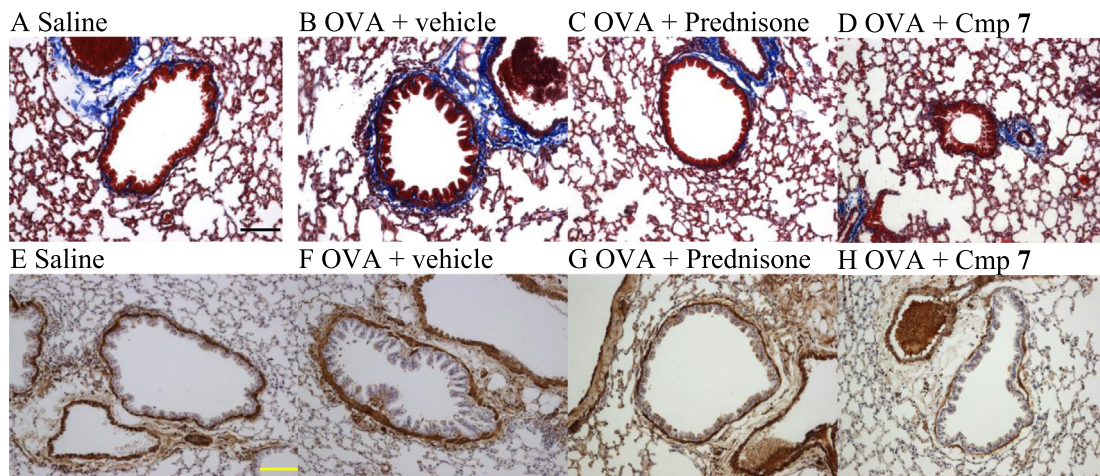 A Saline
B OVA + vehicle
C OVA + Prednisone
D OVA + Cmp 7
E Saline
F OVA + vehicle
G OVA + Prednisone
H OVA + Cmp 7